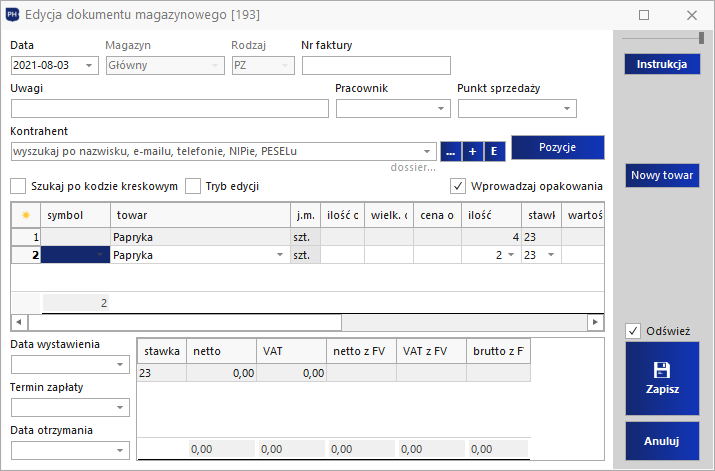 PH
Edycja dokumentu magazynowego [193]
Data Magazyn Rodzaj Nr faktury
2021-08-03 Główny PZ
Instrukcja
Uwagi Pracownik Punkt sprzedaży
Kontrahent
wyszukaj po nazwisku, e-mailu, telefonie, NIPie, PESELu ... + E Pozycje
dossier...
Nowy towar
Szukaj po kodzie kreskowym Tryb edycji Wprowadzaj opakowania
symbol towar j.m. ilość c wielk. c cena o ilość stawk wartoś
1 Papryka szt. 4 23
2 Papryka szt. 2 23
2
Odśwież
Data wystawienia
stawka netto VAT netto z FV VAT z FV brutto z F
23 0,00 0,00
Termin zapłaty
Data otrzymania
0,00 0,00 0,00 0,00 0,00
Zapisz
Anuluj